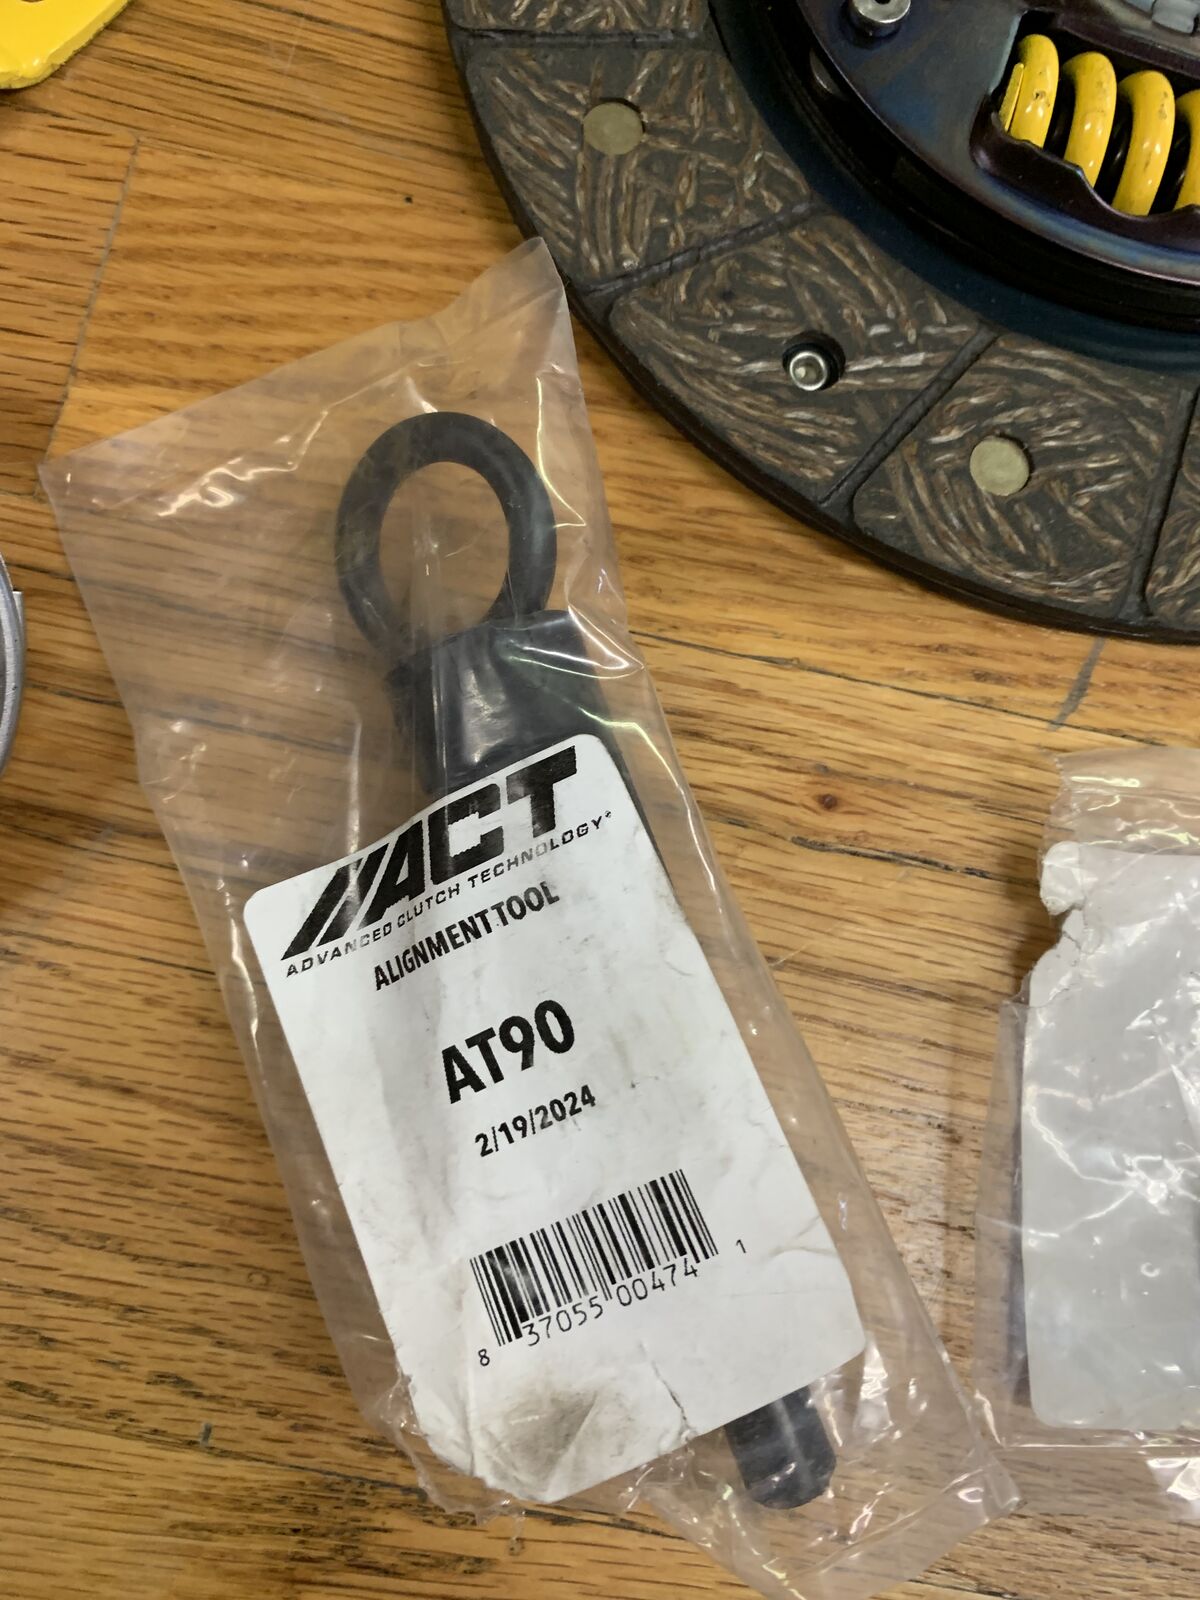 ACT
ADVANCED CLUTCH TECHNOLOGY®
ALIGNMENT TOOL
AT90
2/19/2024
8 37055 00474 1